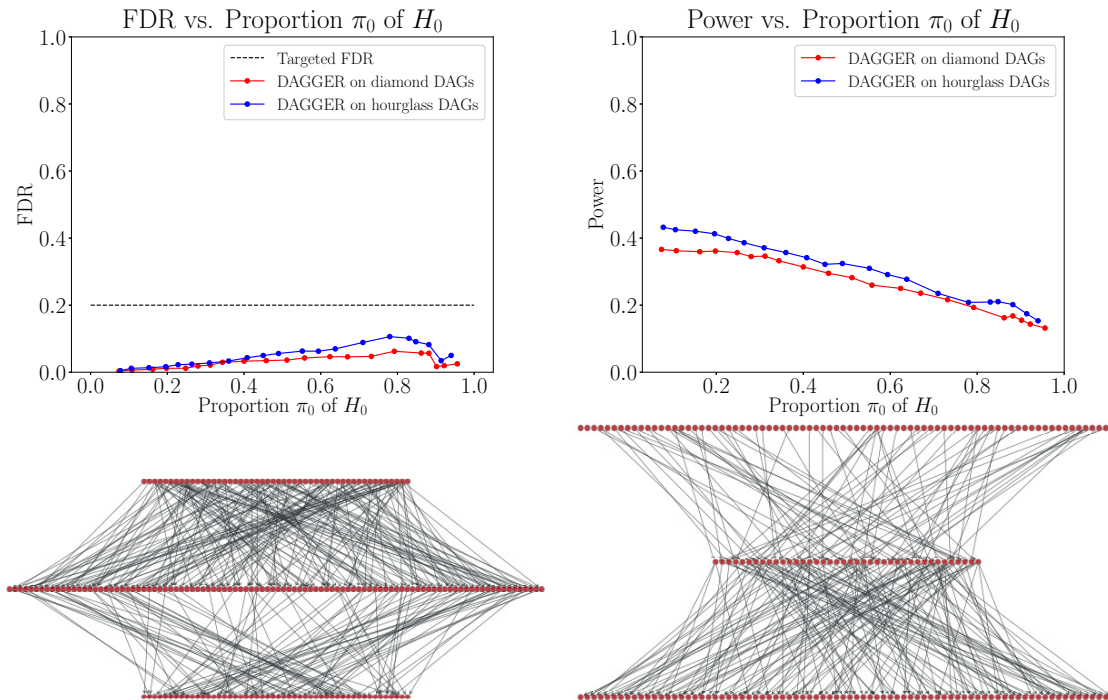 FDR vs. Proportion π₀ of H₀
1.0
0.8
0.6
0.4
0.2
0.0
FDR
Targeted FDR
DAGGER on diamond DAGs
DAGGER on hourglass DAGs
0.0 0.2 0.4 0.6 0.8 1.0
Proportion π₀ of H₀
Power vs. Proportion π₀ of H₀
1.0
0.8
0.6
0.4
0.2
0.0
Power
DAGGER on diamond DAGs
DAGGER on hourglass DAGs
0.2 0.4 0.6 0.8 1.0
Proportion π₀ of H₀